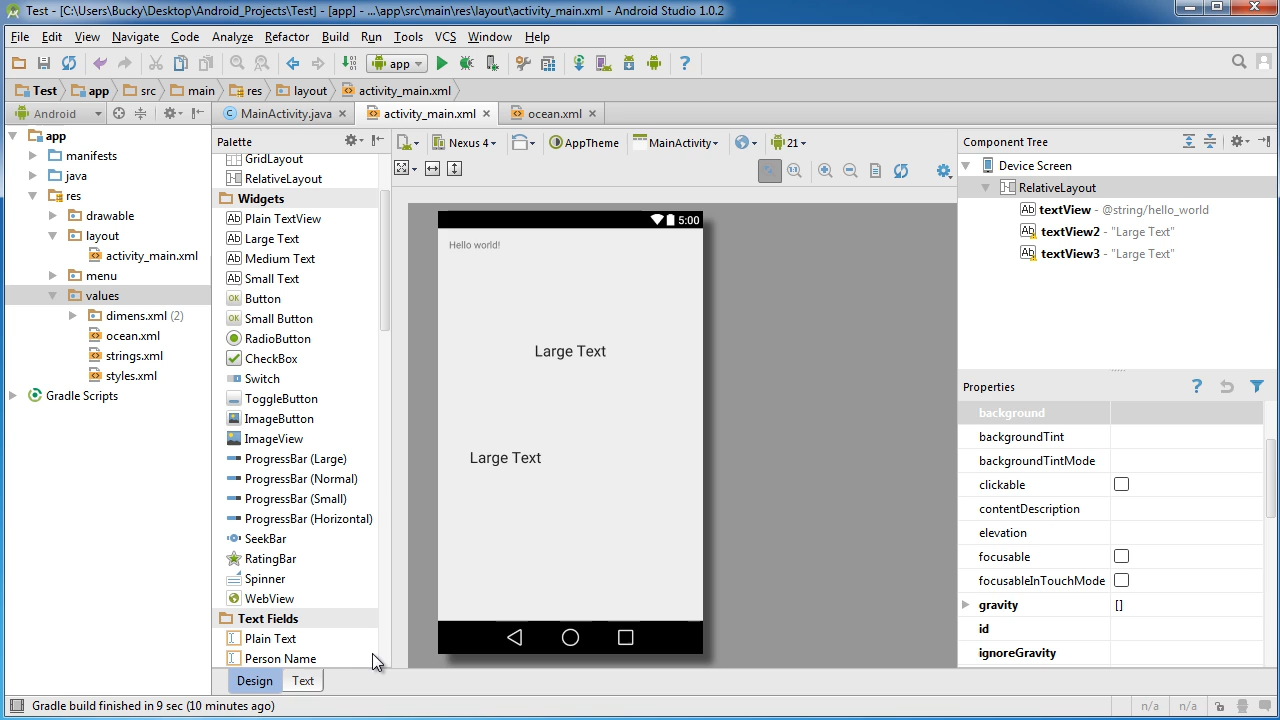 Test - [C:\Users\Bucky\Desktop\Android_Projects\Test] - [app] - ...\app\src\main\res\layout\activity_main.xml - Android Studio 1.0.2
File Edit View Navigate Code Analyze Refactor Build Run Tools VCS Window Help
app
Test app src main res layout activity_main.xml
Android
MainActivity.java activity_main.xml ocean.xml
app
manifests
java
res
drawable
layout
activity_main.xml
menu
values
dimens.xml (2)
ocean.xml
strings.xml
styles.xml
Gradle Scripts
Palette
GridLayout
RelativeLayout
Widgets
Plain TextView
Large Text
Medium Text
Small Text
Button
Small Button
RadioButton
CheckBox
Switch
ToggleButton
ImageButton
ImageView
ProgressBar (Large)
ProgressBar (Normal)
ProgressBar (Small)
ProgressBar (Horizontal)
SeekBar
RatingBar
Spinner
WebView
Text Fields
Plain Text
Person Name
Design Text
Nexus 4 AppTheme MainActivity 21
5:00
Hello world!
Large Text
Large Text
Component Tree
Device Screen
RelativeLayout
textView - @string/hello_world
textView2 - "Large Text"
textView3 - "Large Text"
Properties
background
backgroundTint
backgroundTintMode
clickable
contentDescription
elevation
focusable
focusableInTouchMode
gravity []
id
ignoreGravity
Gradle build finished in 9 sec (10 minutes ago)
n/a n/a